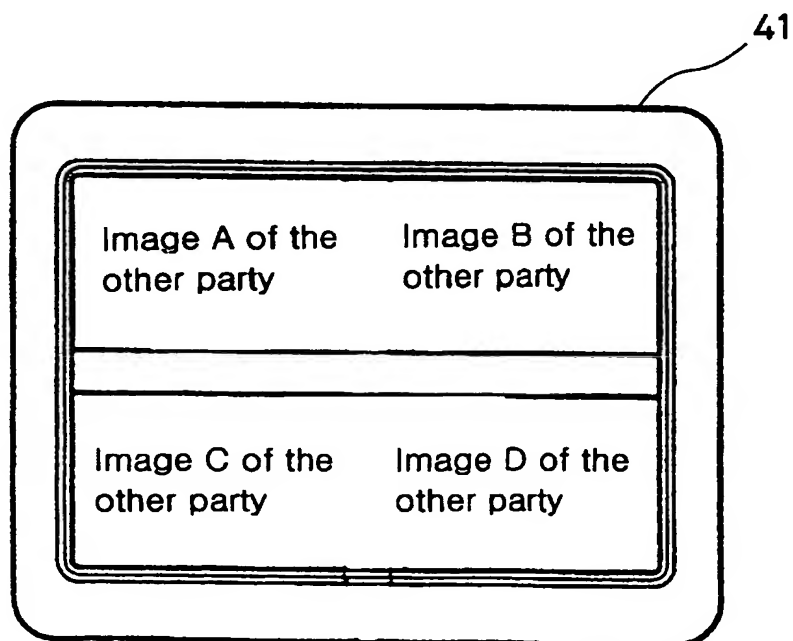 41
Image A of the
other party
Image B of the
other party
Image C of the
other party
Image D of the
other party